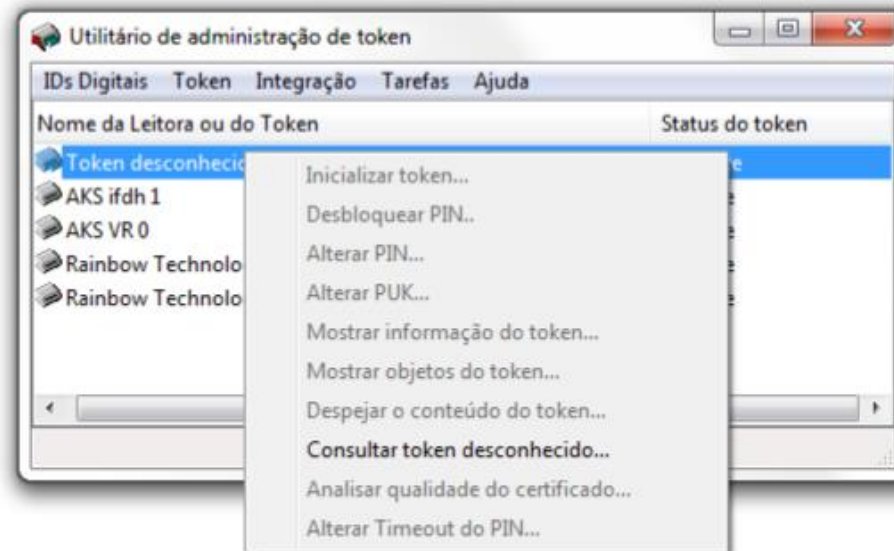 Utilitário de administração de token
IDs Digitais Token Integração Tarefas Ajuda
Nome da Leitora ou do Token Status do token
Token
AKS ifdh 1
AKS VR 0
Rainbow
Rainbow
Inicializar token...
Desbloquear PIN..
Alterar PIN...
Alterar PUK...
Mostrar informação do token...
Mostrar objetos do token...
Despejar o conteúdo do token...
Consultar token desconhecido...
Analisar qualidade do certificado...
Alterar Timeout do PIN...